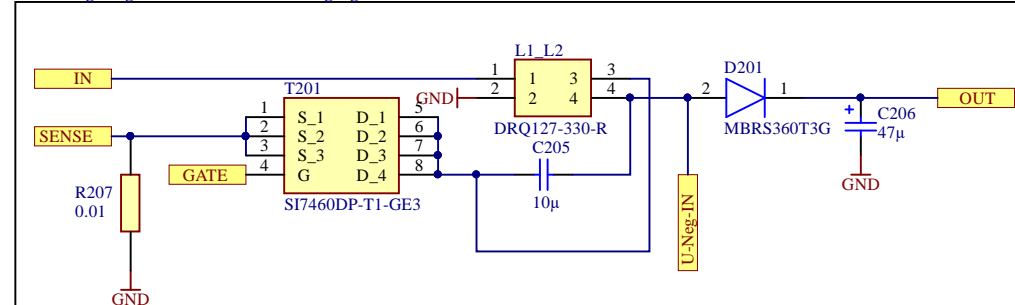 L1_L2
IN
1
1
3
3
2
2
4
4
GND
DRQ127-330-R
D201
2
1
MBRS360T3G
OUT
C206
47µ
GND
T201
1
S_1
D_1
5
2
S_2
D_2
6
3
S_3
D_3
7
4
G
D_4
8
SI7460DP-T1-GE3
SENSE
GATE
R207
0.01
GND
C205
10µ
U-Neg-IN